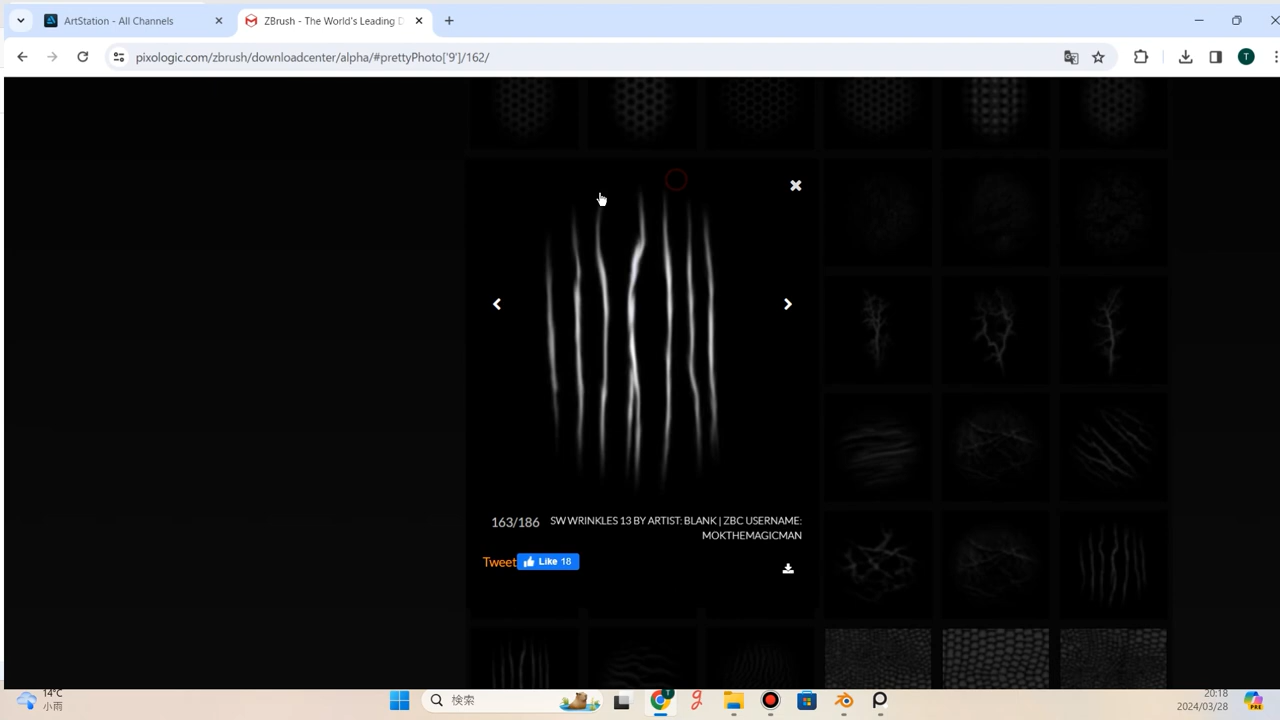 ArtStation - All Channels
ZBrush - The World's Leading D
pixologic.com/zbrush/downloadcenter/alpha/#prettyPhoto['9']/162/
T
163/186
SW WRINKLES 13 BY ARTIST: BLANK | ZBC USERNAME:
MOKTHEMAGICMAN
Tweet
Like 18
14°C
小雨
検索
T
PRE
20:18
2024/03/28